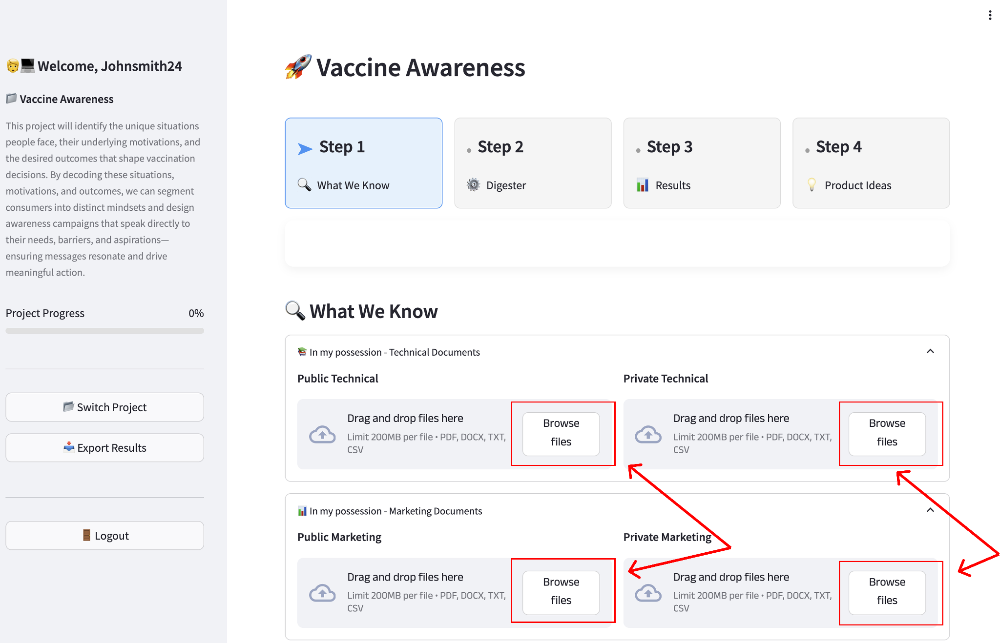 Welcome, Johnsmith24
Vaccine Awareness
This project will identify the unique situations
people face, their underlying motivations, and
the desired outcomes that shape vaccination
decisions. By decoding these situations,
motivations, and outcomes, we can segment
consumers into distinct mindsets and design
awareness campaigns that speak directly to
their needs, barriers, and aspirations—
ensuring messages resonate and drive
meaningful action.
Project Progress 0%
Switch Project
Export Results
Logout
Vaccine Awareness
Step 1
What We Know
Step 2
Digester
Step 3
Results
Step 4
Product Ideas
What We Know
In my possession - Technical Documents
Public Technical
Drag and drop files here
Limit 200MB per file • PDF, DOCX, TXT,
CSV
Browse
files
Private Technical
Drag and drop files here
Limit 200MB per file • PDF, DOCX, TXT,
CSV
Browse
files
In my possession - Marketing Documents
Public Marketing
Drag and drop files here
Limit 200MB per file • PDF, DOCX, TXT,
CSV
Browse
files
Private Marketing
Drag and drop files here
Limit 200MB per file • PDF, DOCX, TXT,
CSV
Browse
files